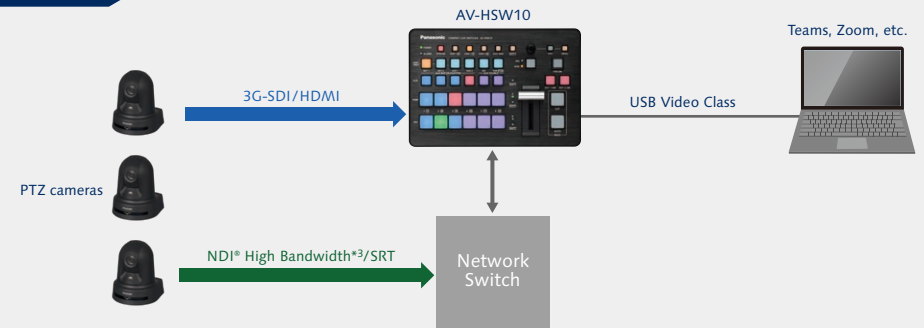 AV-HSW10
Teams, Zoom, etc.
Panasonic
3G-SDI/HDMI
USB Video Class
PTZ cameras
NDI® High Bandwidth*3/SRT
Network
Switch